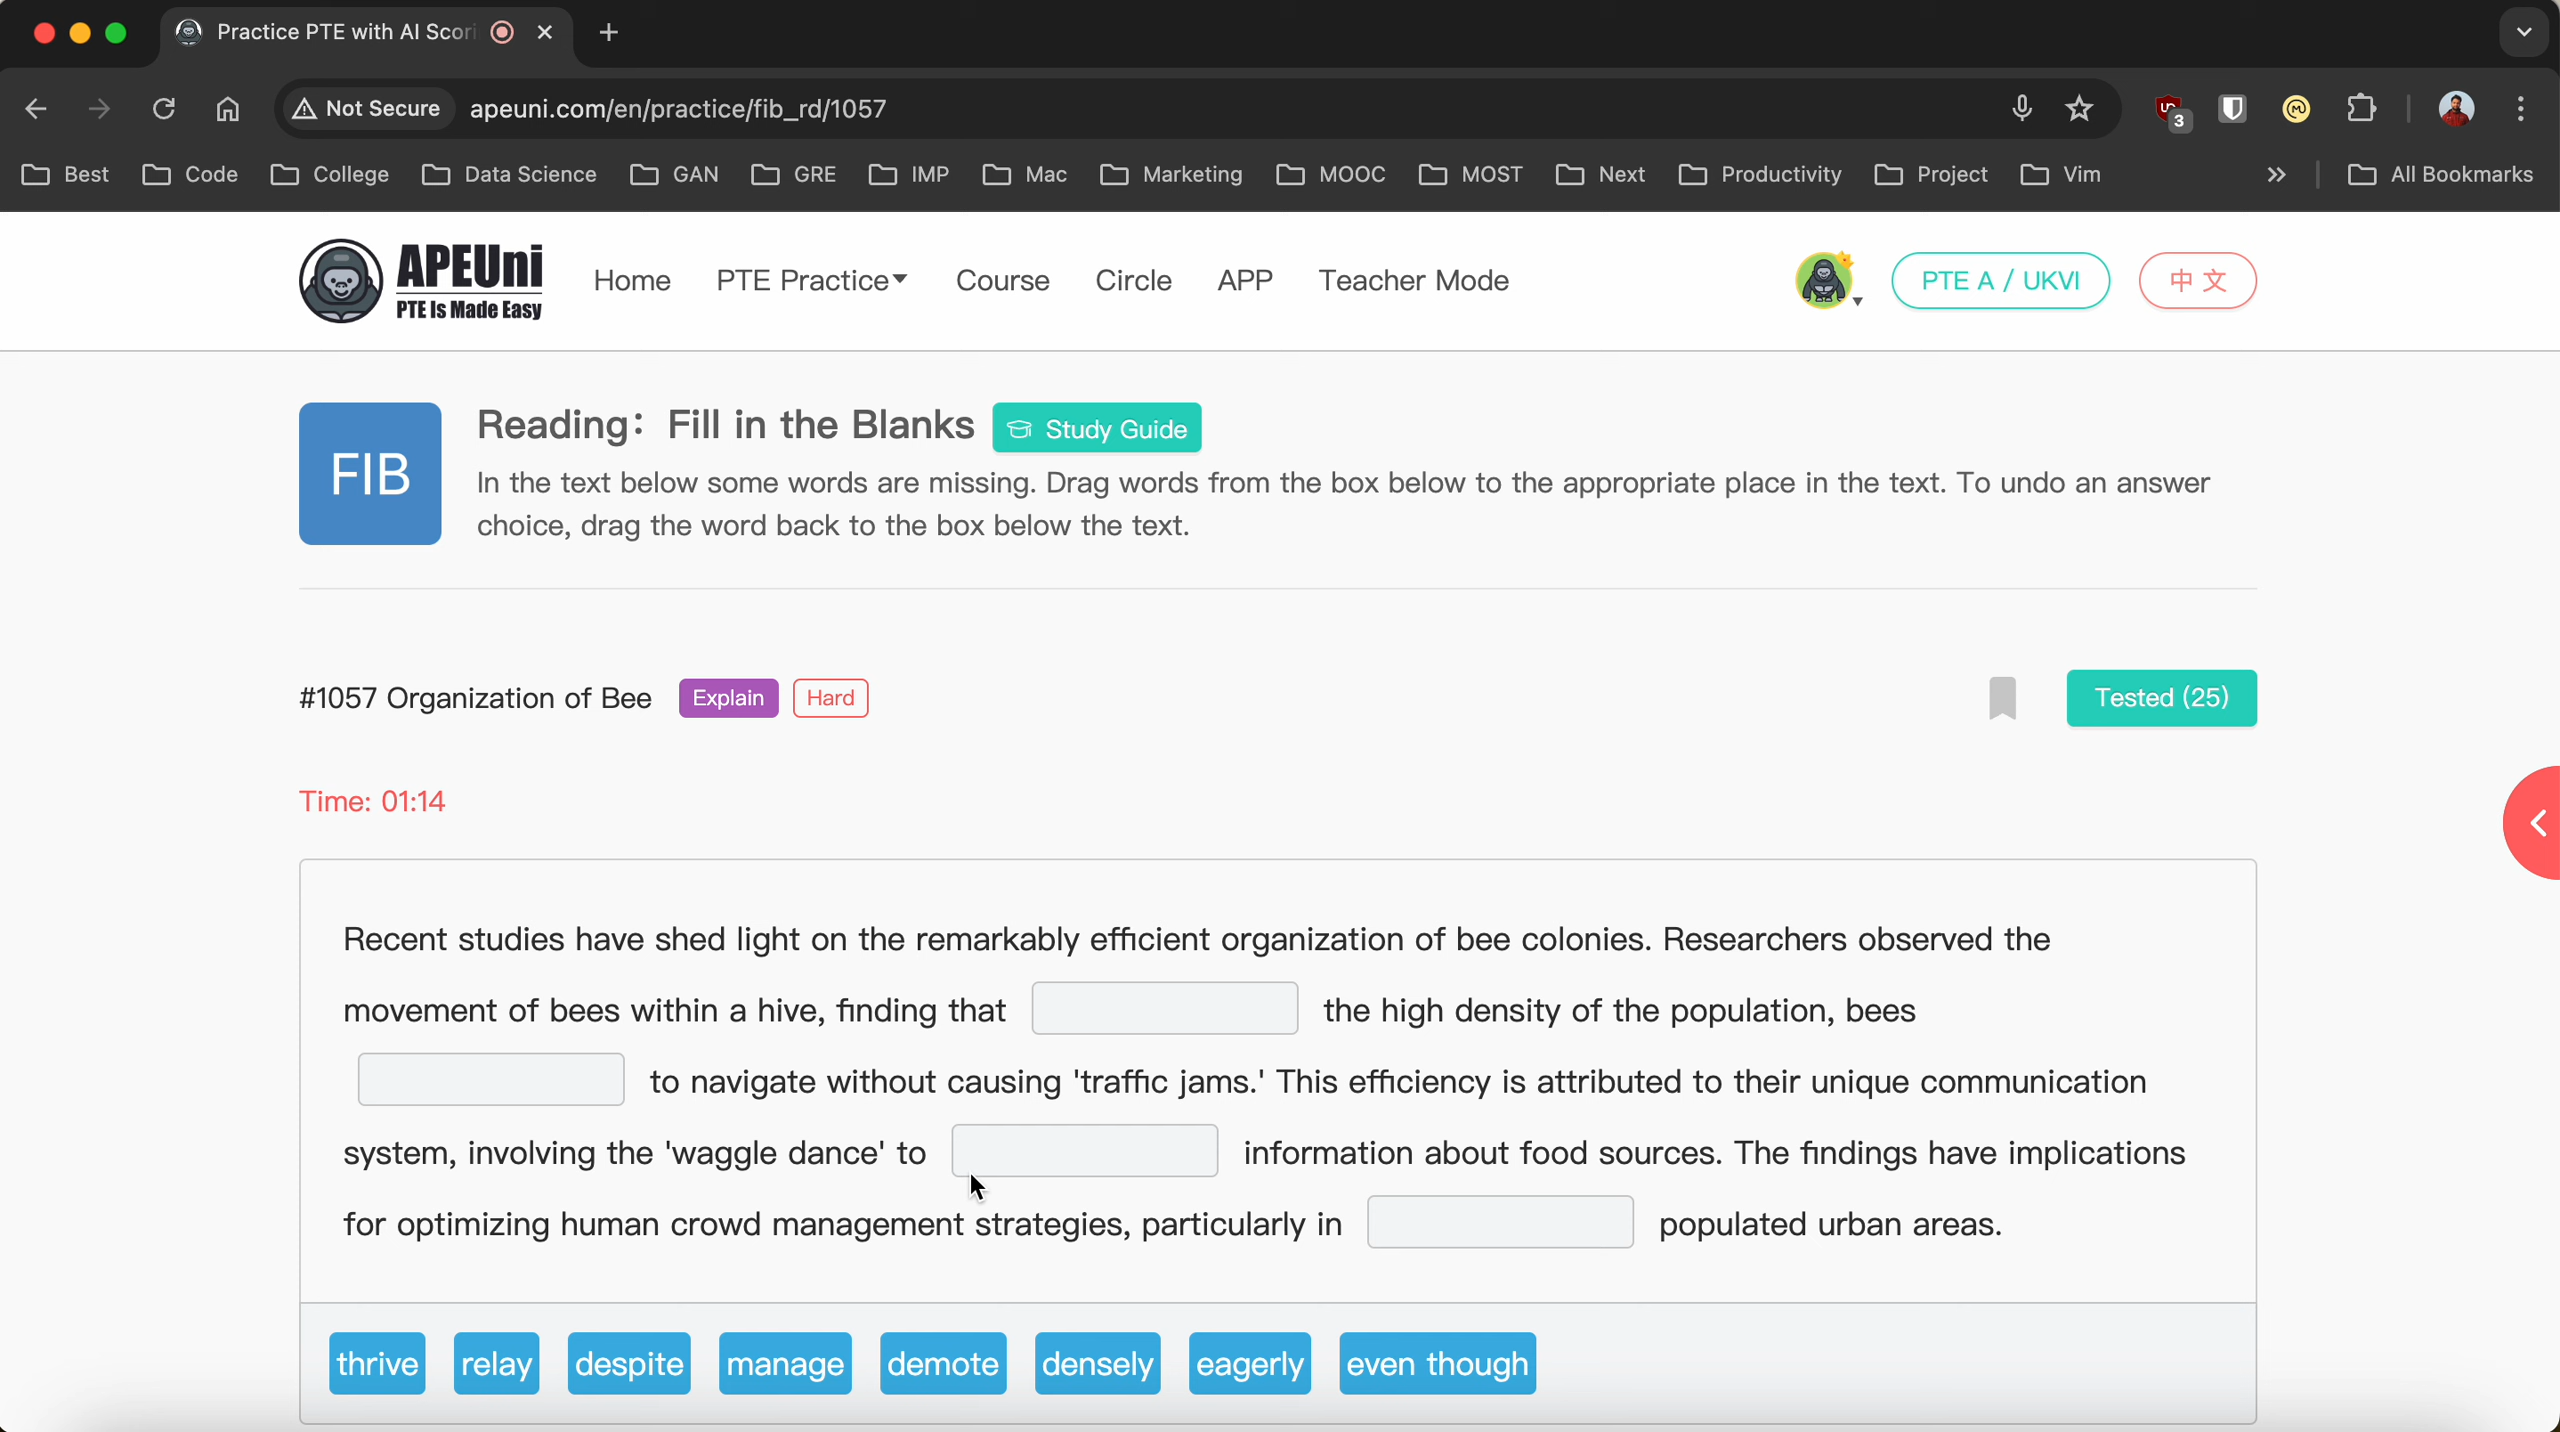 Practice PTE with AI Scori
Not Secure apeuni.com/en/practice/fib_rd/1057 3
Best Code College Data Science GAN GRE IMP Mac Marketing MOOC MOST Next Productivity Project Vim All Bookmarks
APEUni
PTE Is Made Easy
Home PTE Practice Course Circle APP Teacher Mode PTE A / UKVI 中文
FIB
Reading: Fill in the Blanks Study Guide
In the text below some words are missing. Drag words from the box below to the appropriate place in the text. To undo an answer
choice, drag the word back to the box below the text.
#1057 Organization of Bee Explain Hard Tested (25)
Time: 01:14
Recent studies have shed light on the remarkably efficient organization of bee colonies. Researchers observed the
movement of bees within a hive, finding that the high density of the population, bees
to navigate without causing 'traffic jams.' This efficiency is attributed to their unique communication
system, involving the 'waggle dance' to information about food sources. The findings have implications
for optimizing human crowd management strategies, particularly in populated urban areas.
thrive relay despite manage demote densely eagerly even though